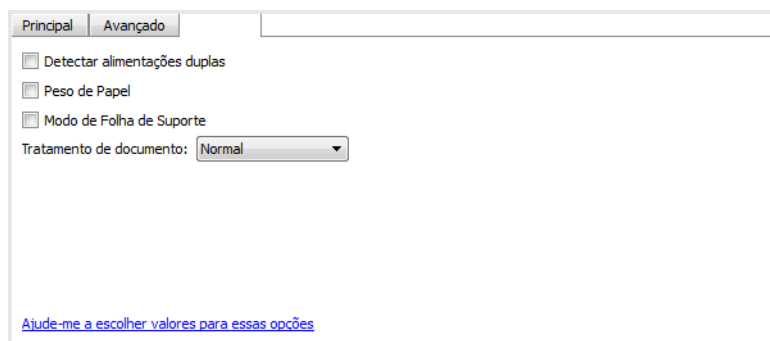 Principal Avançado
Detectar alimentações duplas
Peso de Papel
Modo de Folha de Suporte
Tratamento de documento: Normal
Ajude-me a escolher valores para essas opções